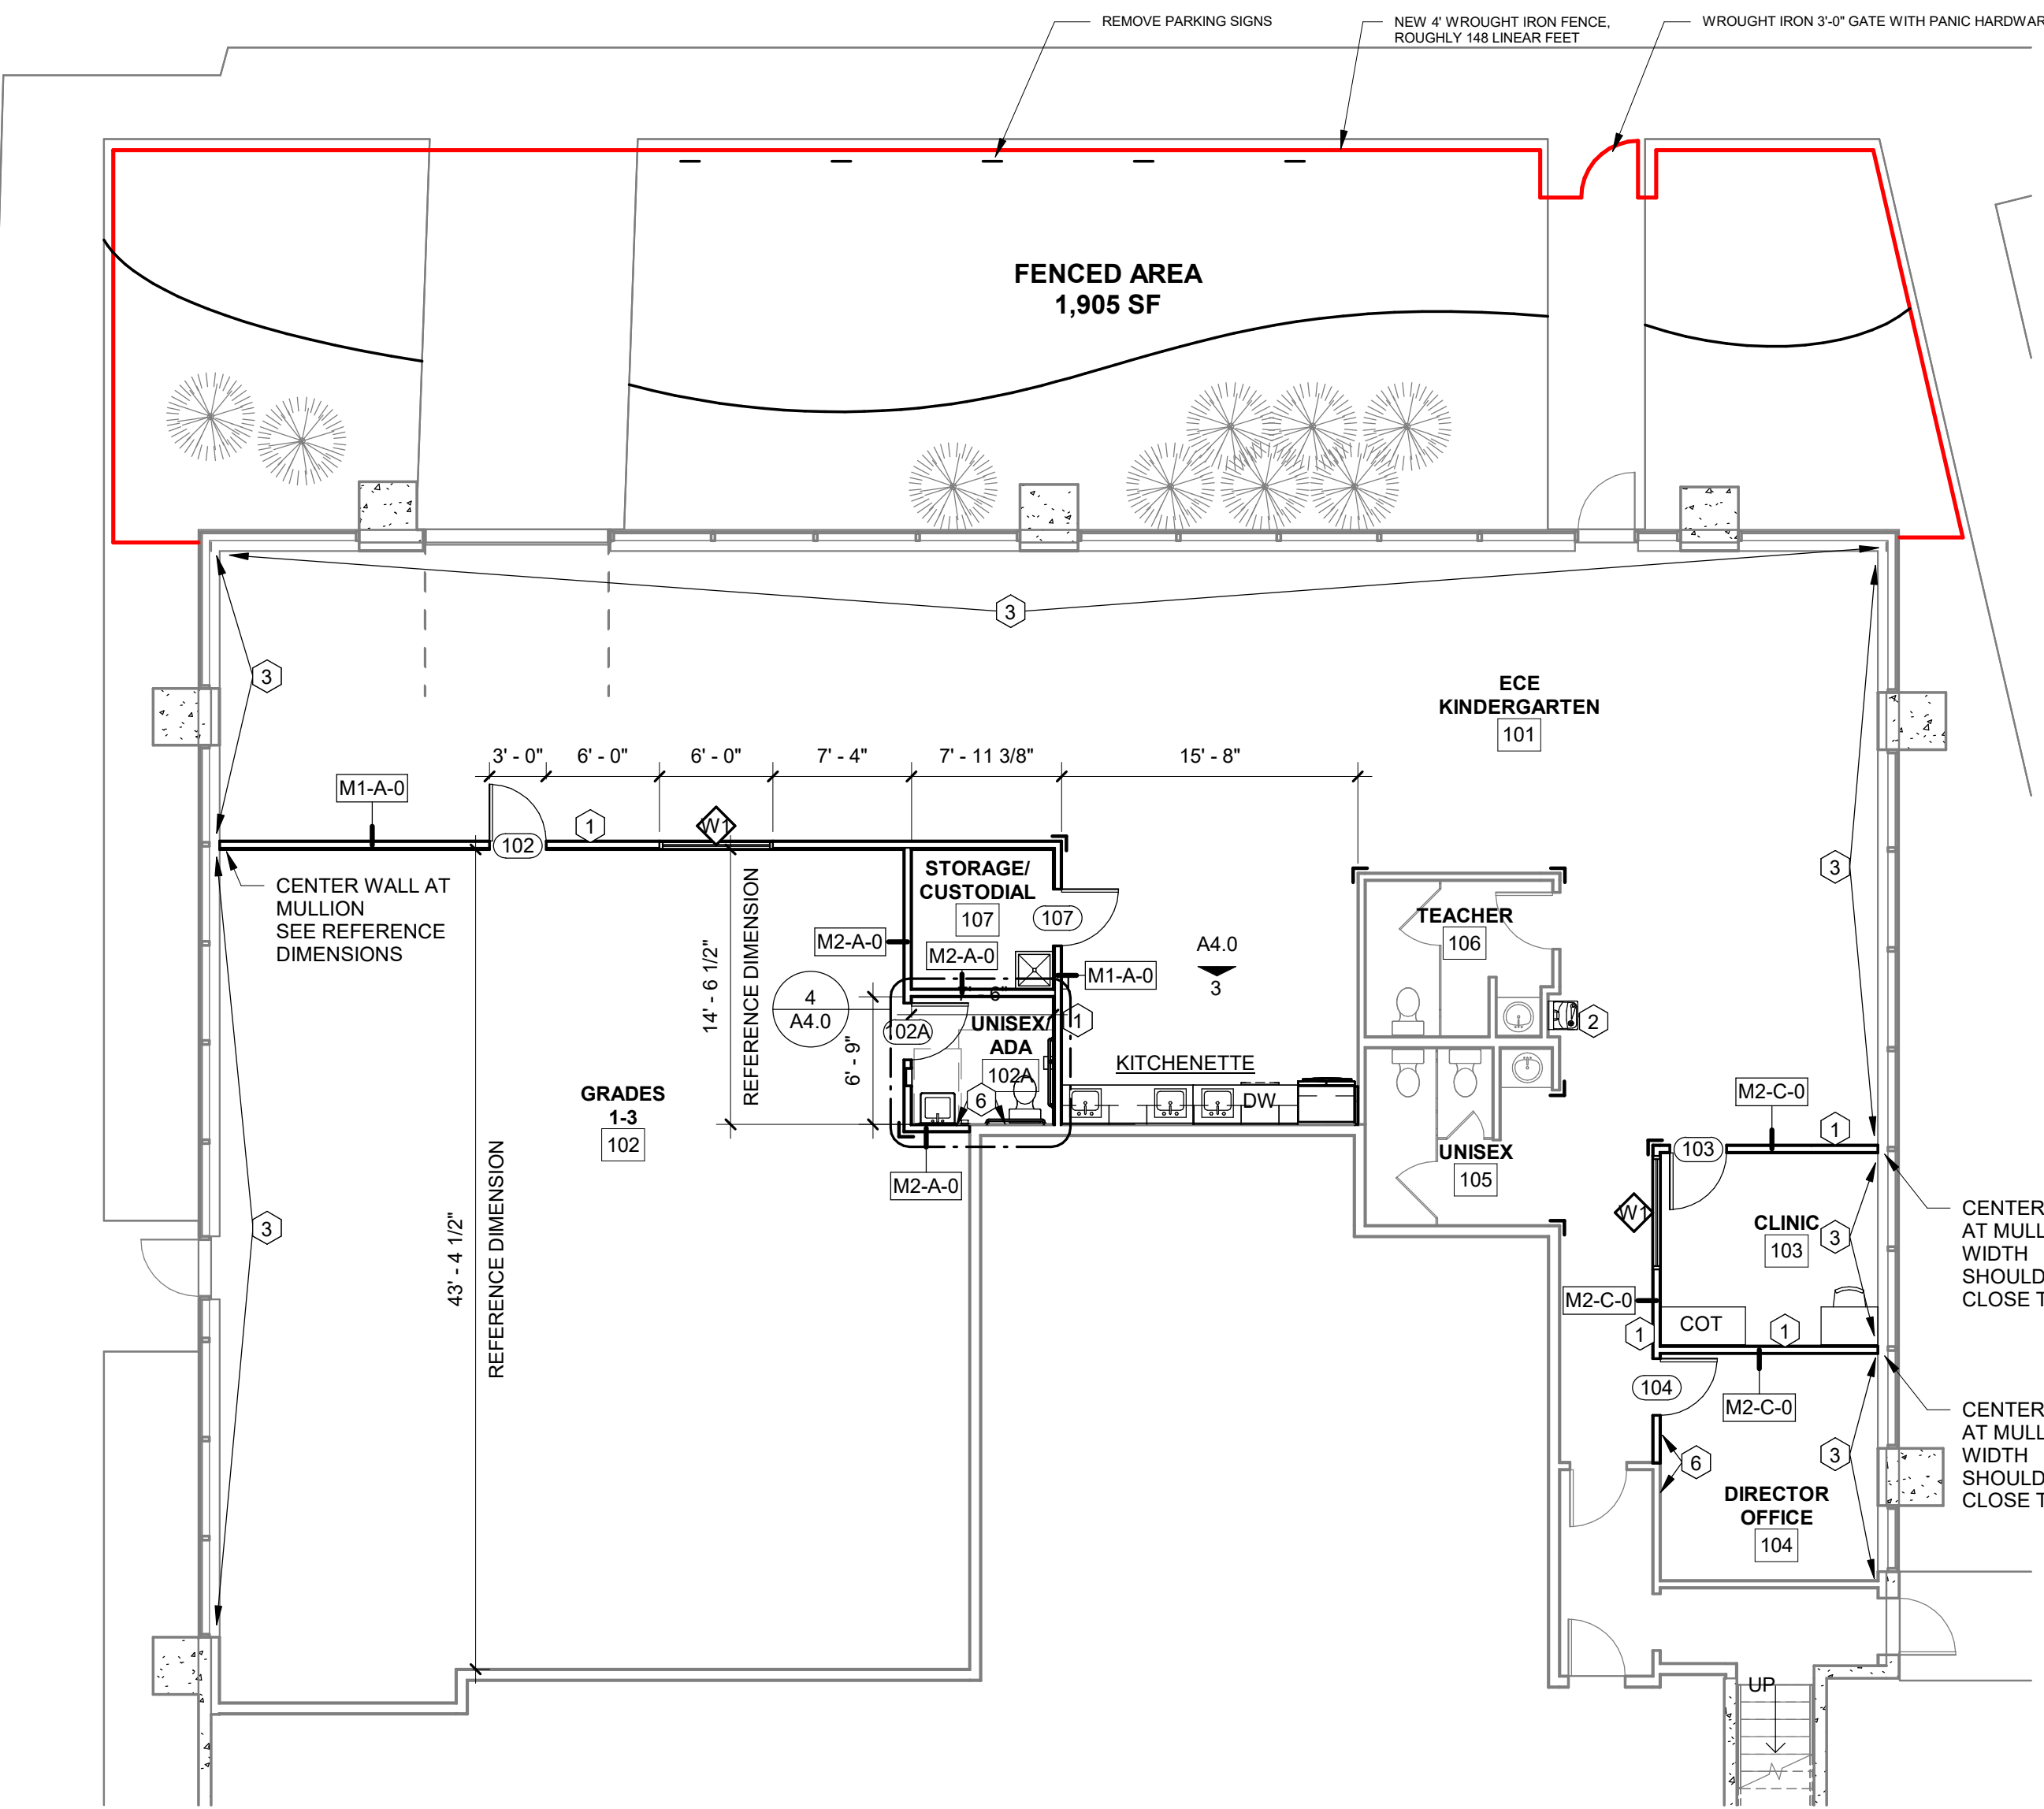 REMOVE PARKING SIGNS
NEW 4' WROUGHT IRON FENCE,
ROUGHLY 148 LINEAR FEET
WROUGHT IRON 3'-0" GATE WITH PANIC HARDWAR
FENCED AREA
1,905 SF
3
3
ECE
KINDERGARTEN
101
3' - 0"
6' - 0"
6' - 0"
7' - 4"
7' - 11 3/8"
15' - 8"
M1-A-0
1
W1
102
3
CENTER WALL AT
MULLION
SEE REFERENCE
DIMENSIONS
STORAGE/
CUSTODIAL
107
107
M2-A-0
M2-A-0
M1-A-0
14' - 6 1/2"
REFERENCE DIMENSION
A4.0
3
TEACHER
106
4
A4.0
102A
6' - 9"
UNISEX/
ADA
102A
1
6
2
KITCHENETTE
DW
GRADES
1-3
102
M2-A-0
43' - 4 1/2"
REFERENCE DIMENSION
3
UNISEX
105
M2-C-0
1
103
W1
CLINIC
103
3
CENTER
AT MULL
WIDTH
SHOULD
CLOSE T
M2-C-0
COT
1
1
104
M2-C-0
CENTER
AT MULL
WIDTH
SHOULD
CLOSE T
3
6
DIRECTOR
OFFICE
104
UP